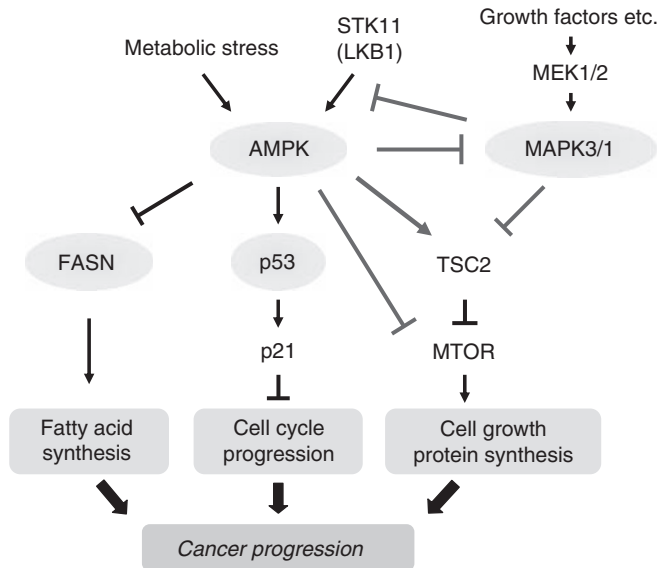 Growth factors etc.
STK11
(LKB1)
Metabolic stress
MEK1/2
AMPK
MAPK3/1
FASN
p53
TSC2
p21
MTOR
Fatty acid
synthesis
Cell cycle
progression
Cell growth
protein synthesis
Cancer progression